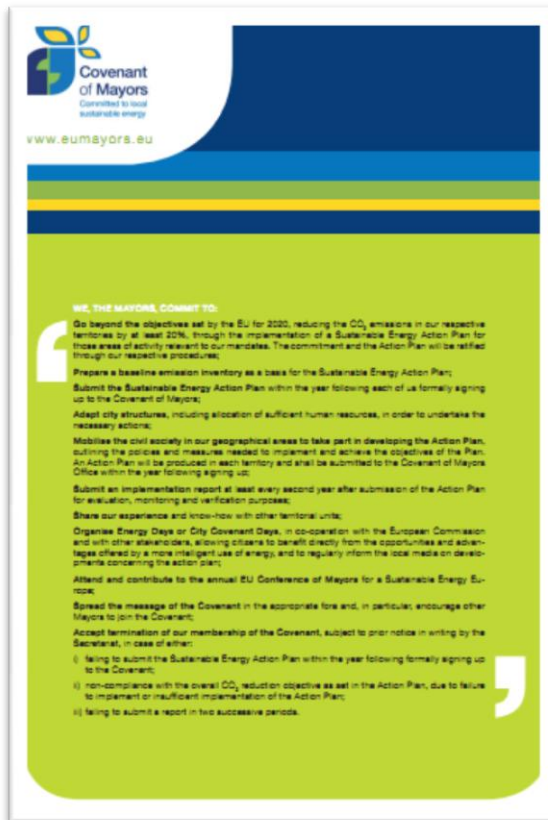 Covenant
of Mayors
Committed to local
sustainable energy
www.eumayors.eu
WE, THE MAYORS, COMMIT TO:
Go beyond the objectives set by the EU for 2020, reducing the CO₂ emissions in our respective
territories by at least 20%, through the implementation of a Sustainable Energy Action Plan for
those areas of activity relevant to our mandates. The commitment and the Action Plan will be ratified
through our respective procedures;
Prepare a baseline emission inventory as a basis for the Sustainable Energy Action Plan;
Submit the Sustainable Energy Action Plan within the year following each of us formally signing
up to the Covenant of Mayors;
Adapt city structures, including allocation of sufficient human resources, in order to undertake the
necessary actions;
Mobilise the civil society in our geographical areas to take part in developing the Action Plan,
outlining the policies and measures needed to implement and achieve the objectives of the Plan.
An Action Plan will be produced in each territory and shall be submitted to the Covenant of Mayors
Office within the year following signing up;
Submit an implementation report at least every second year after submission of the Action Plan
for evaluation, monitoring and verification purposes;
Share our experience and know-how with other territorial units;
Organise Energy Days or City Covenant Days, in co-operation with the European Commission
and with other stakeholders, allowing citizens to benefit directly from the opportunities and advan-
tages offered by a more intelligent use of energy, and to regularly inform the local media on develop-
pments concerning the action plan;
Attend and contribute to the annual EU Conference of Mayors for a Sustainable Energy Eu-
rope;
Spread the message of the Covenant in the appropriate fora and, in particular, encourage other
Mayors to join the Covenant;
Accept termination of our membership of the Covenant, subject to prior notice in writing by the
Secretariat, in case of either:
i) failing to submit the Sustainable Energy Action Plan within the year following formally signing up
to the Covenant;
ii) non-compliance with the overall CO₂ reduction objective as set in the Action Plan, due to failure
to implement or insufficient implementation of the Action Plan;
iii) failing to submit a report in two successive periods.